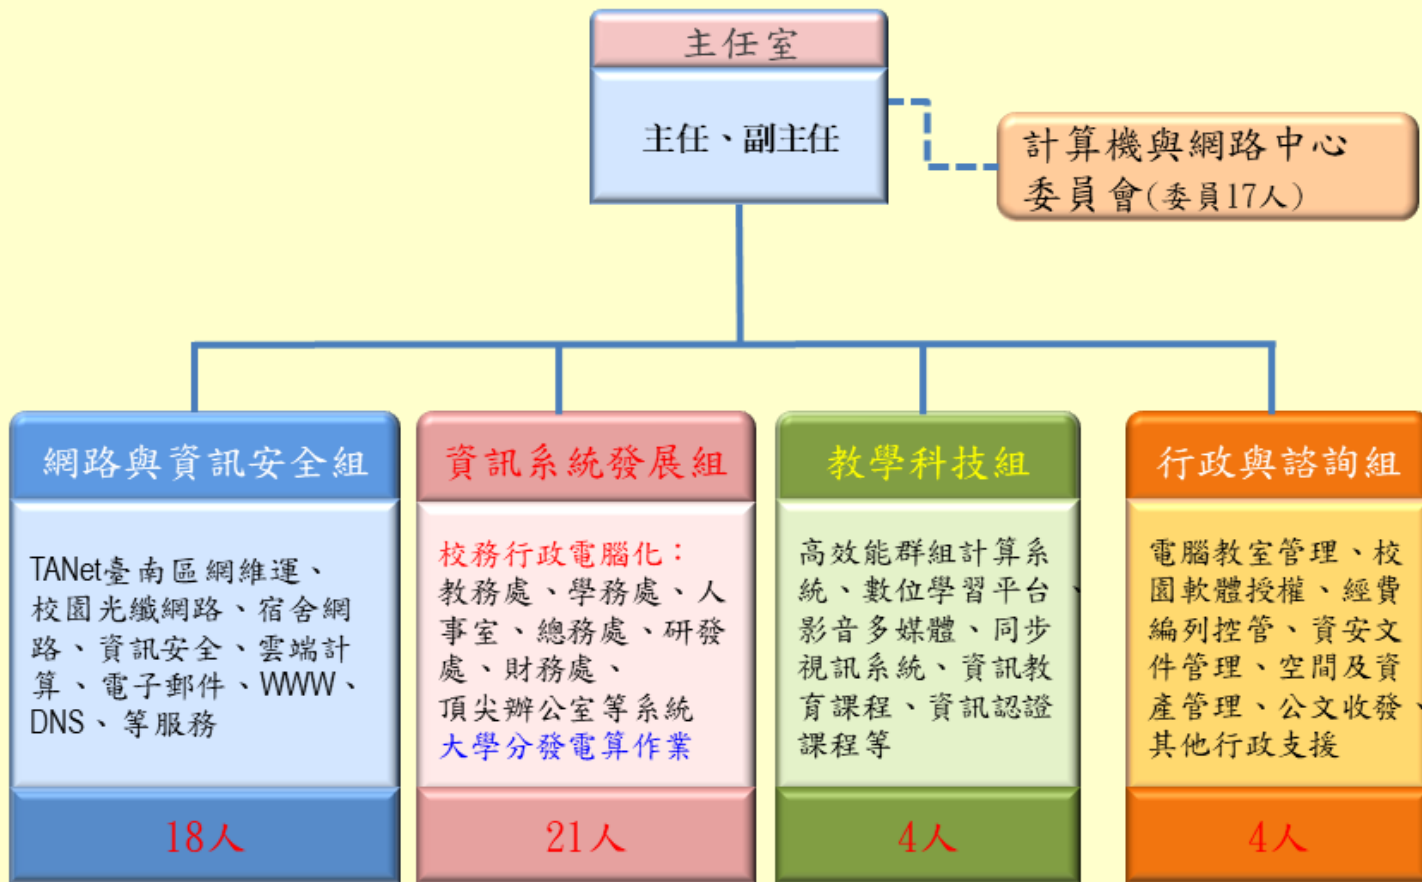 主任室
主任、副主任
計算機與網路中心
委員會(委員17人)
網路與資訊安全組
TANet臺南區網維運、
校園光纖網路、宿舍網
路、資訊安全、雲端計
算、電子郵件、WWW、
DNS、等服務
18人
資訊系統發展組
校務行政電腦化：
教務處、學務處、人
事室、總務處、研發
處、財務處、
頂尖辦公室等系統
大學分發電算作業
21人
教學科技組
高效能群組計算系
統、數位學習平台、
影音多媒體、同步
視訊系統、資訊教
育課程、資訊認證
課程等
4人
行政與諮詢組
電腦教室管理、校
園軟體授權、經費
編列控管、資安文
件管理、空間及資
產管理、公文收發、
其他行政支援
4人